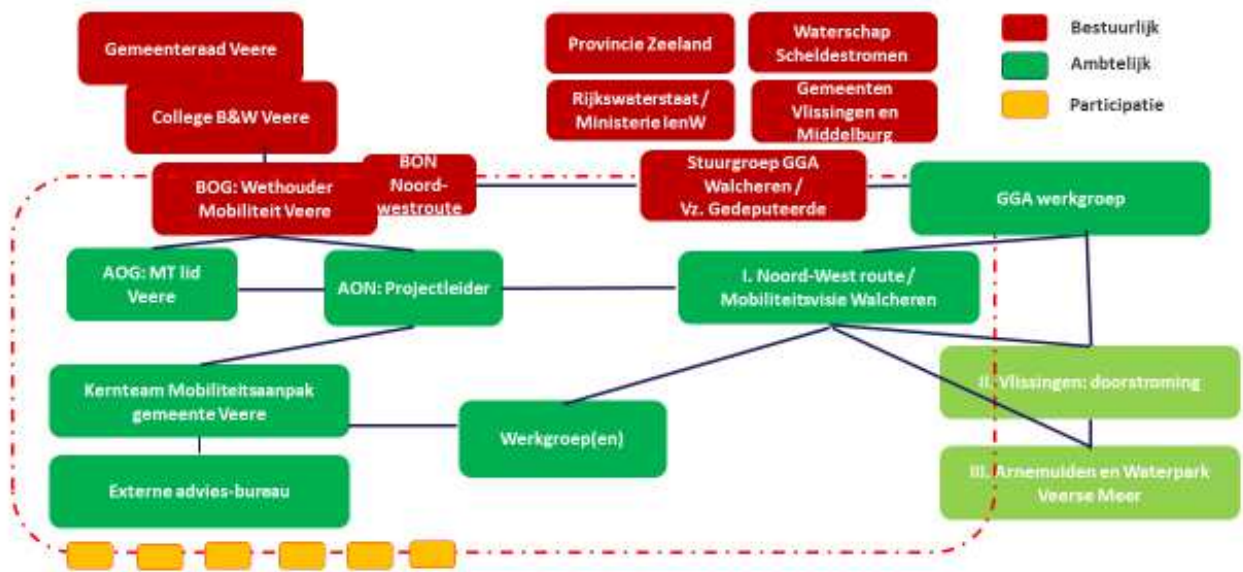 Gemeenteraad Veere
College B&W Veere
Provincie Zeeland
Waterschap
Scheldestromen
Rijkswaterstaat /
Ministerie IenW
Gemeenten
Vlissingen en
Middelburg
Bestuurlijk
Ambtelijk
Participatie
BOG: Wethouder
Mobiliteit Veere
BON
Noord-
westroute
Stuurgroep GGA
Walcheren /
Vz. Gedeputeerde
GGA werkgroep
AOG: MT lid
Veere
AON: Projectleider
I. Noord-West route /
Mobiliteitsvisie Walcheren
Kernteam Mobiliteitsaanpak
gemeente Veere
Werkgroep(en)
II. Vlissingen: doorstroming
Externe advies-bureau
III. Arnemuiden en Waterpark
Veerse Meer